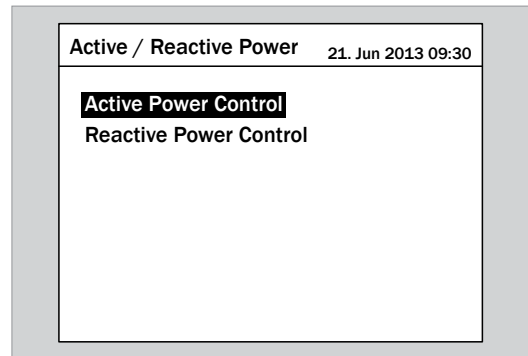 Active / Reactive Power 21. Jun 2013 09:30
Active Power Control
Reactive Power Control